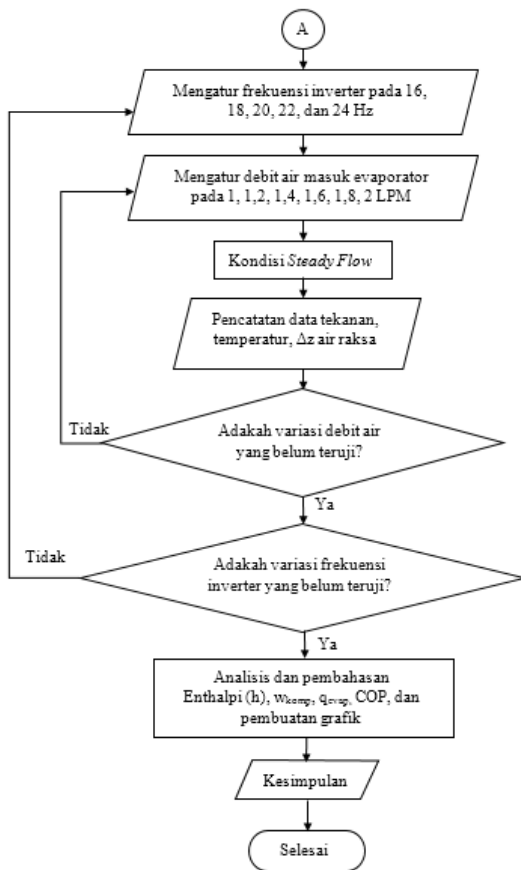 A
Mengatur frekuensi inverter pada 16,
18, 20, 22, dan 24 Hz
Mengatur debit air masuk evaporator
pada 1, 1,2, 1,4, 1,6, 1,8, 2 LPM
Kondisi Steady Flow
Pencatatan data tekanan,
temperatur, Δz air raksa
Adakah variasi debit air
yang belum teruji?
Tidak
Ya
Adakah variasi frekuensi
inverter yang belum teruji?
Tidak
Ya
Analisis dan pembahasan
Enthalpi (h), wkomp, qevap, COP, dan
pembuatan grafik
Kesimpulan
Selesai